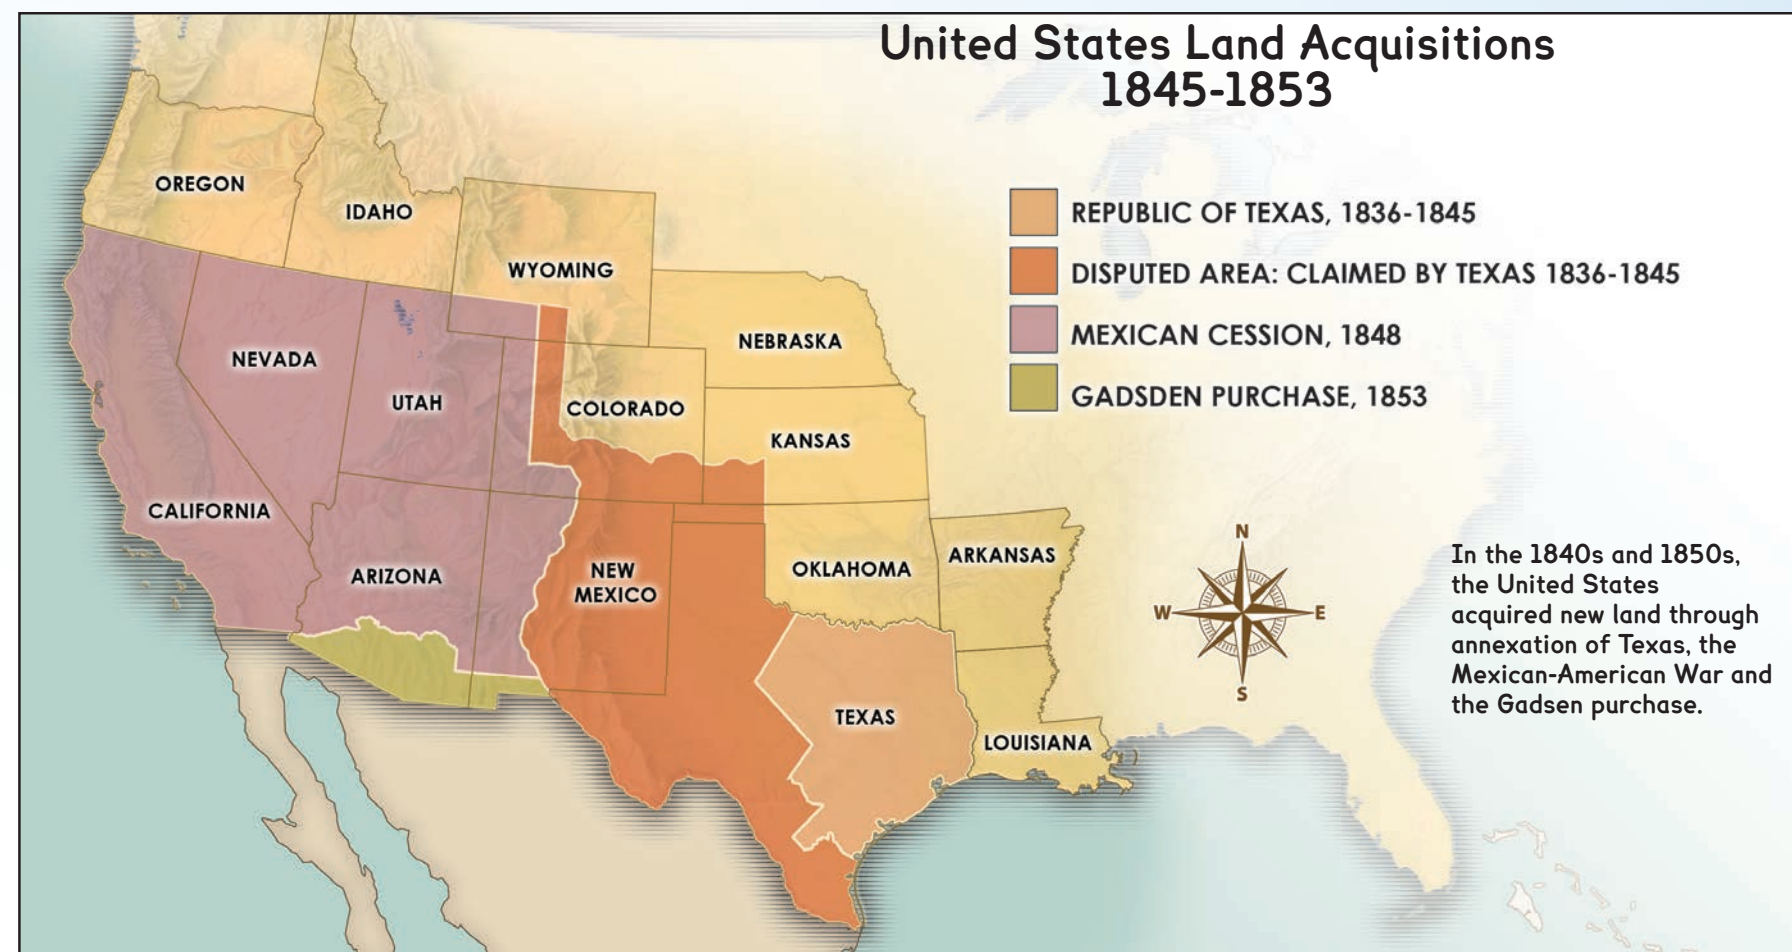 United States Land Acquisitions
1845-1853
OREGON
IDAHO
WYOMING
NEBRASKA
NEVADA
UTAH
COLORADO
KANSAS
CALIFORNIA
ARIZONA
NEW
MEXICO
OKLAHOMA
ARKANSAS
TEXAS
LOUISIANA
REPUBLIC OF TEXAS, 1836-1845
DISPUTED AREA: CLAIMED BY TEXAS 1836-1845
MEXICAN CESSION, 1848
GADSDEN PURCHASE, 1853
N
W
E
S
In the 1840s and 1850s,
the United States
acquired new land through
annexation of Texas, the
Mexican-American War and
the Gadsen purchase.